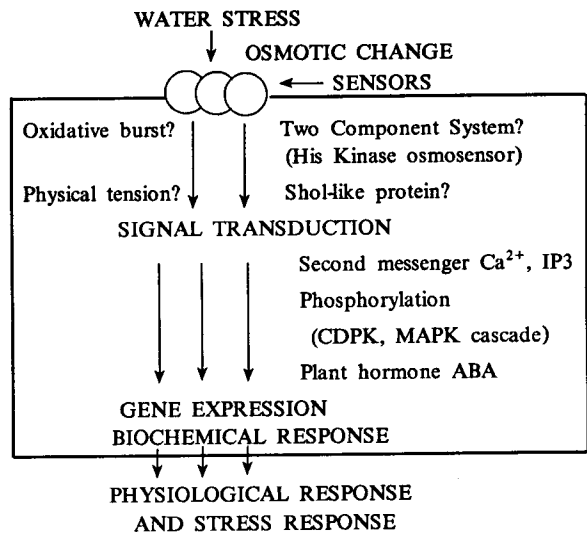 WATER STRESS
OSMOTIC CHANGE
SENSORS
Oxidative burst?
Two Component System?
(His Kinase osmosensor)
Physical tension?
Shol-like protein?
SIGNAL TRANSDUCTION
Second messenger Ca²⁺, IP3
Phosphorylation
(CDPK, MAPK cascade)
Plant hormone ABA
GENE EXPRESSION
BIOCHEMICAL RESPONSE
PHYSIOLOGICAL RESPONSE
AND STRESS RESPONSE